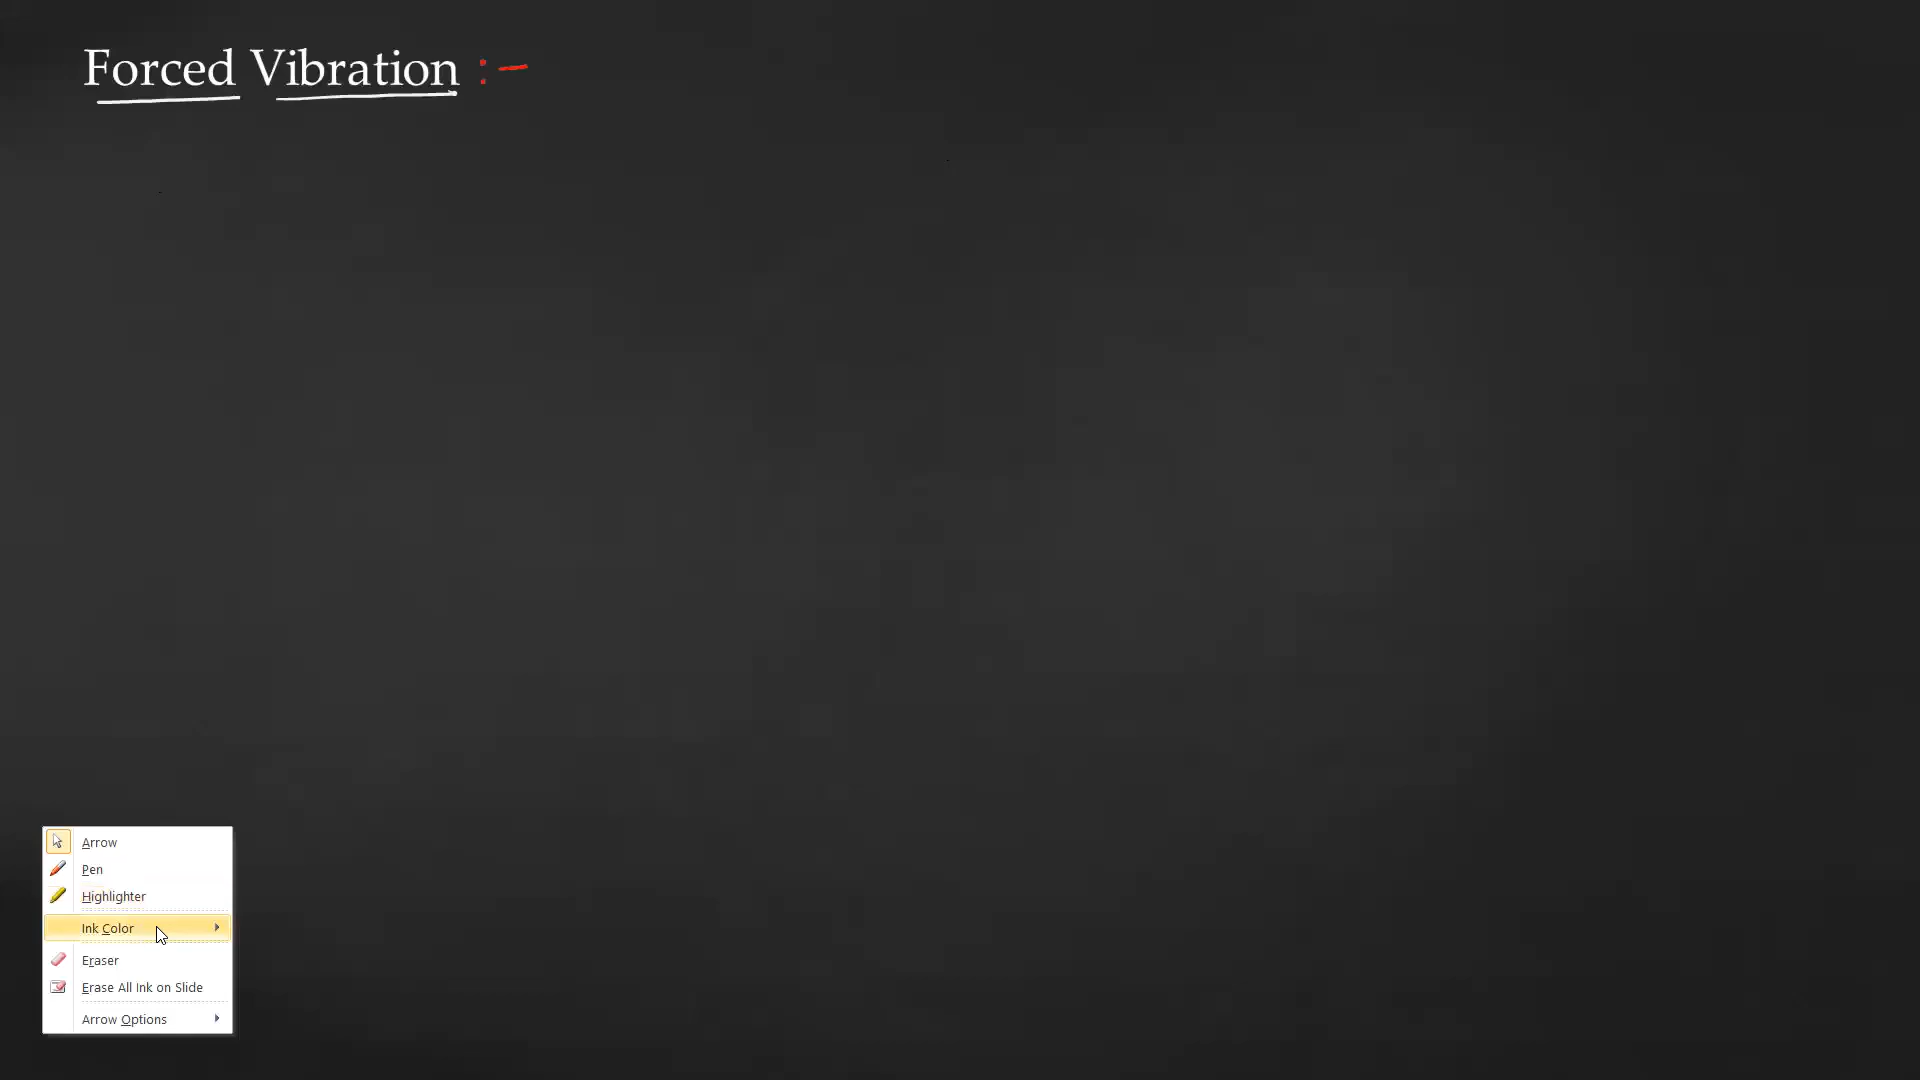 Forced Vibration :-
Arrow
Pen
Highlighter
Ink Color
Eraser
Erase All Ink on Slide
Arrow Options